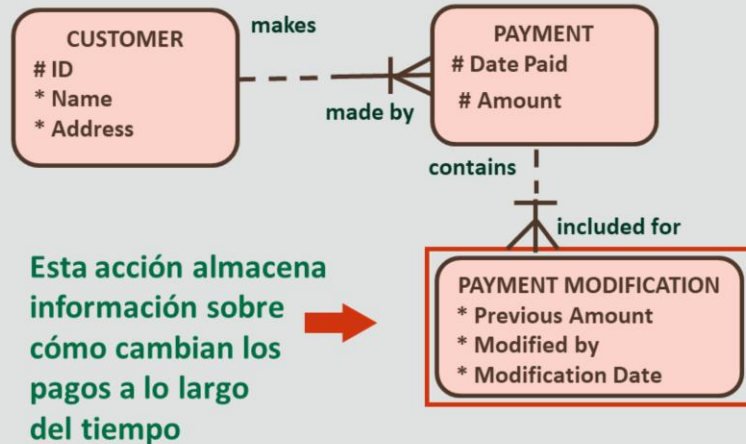 CUSTOMER
# ID
* Name
* Address
makes
made by
PAYMENT
# Date Paid
# Amount
contains
included for
Esta acción almacena
información sobre
cómo cambian los
pagos a lo largo
del tiempo
PAYMENT MODIFICATION
* Previous Amount
* Modified by
* Modification Date